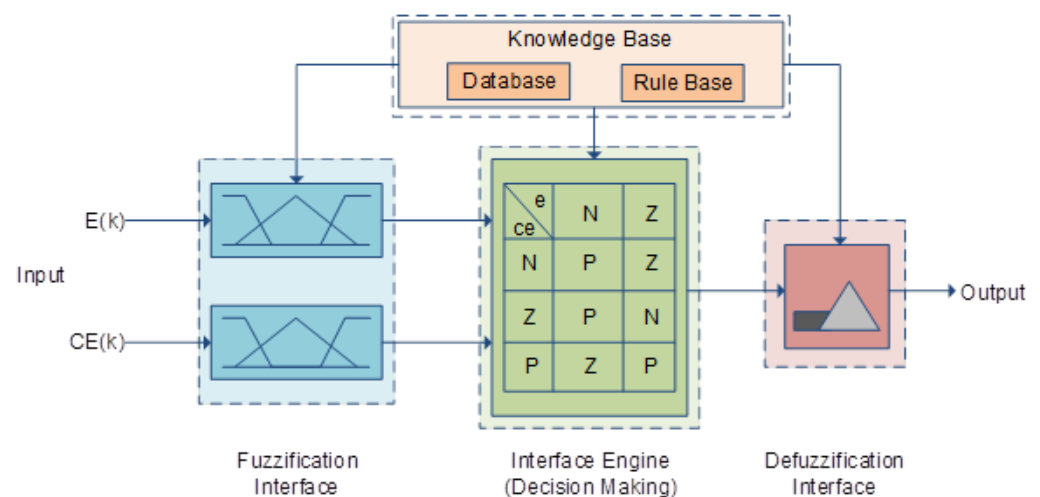 Knowledge Base
Database
Rule Base
E(k)
Input
CE(k)
e
ce
N Z
N P Z
Z P N
P Z P
Output
Fuzzification
Interface
Interface Engine
(Decision Making)
Defuzzification
Interface